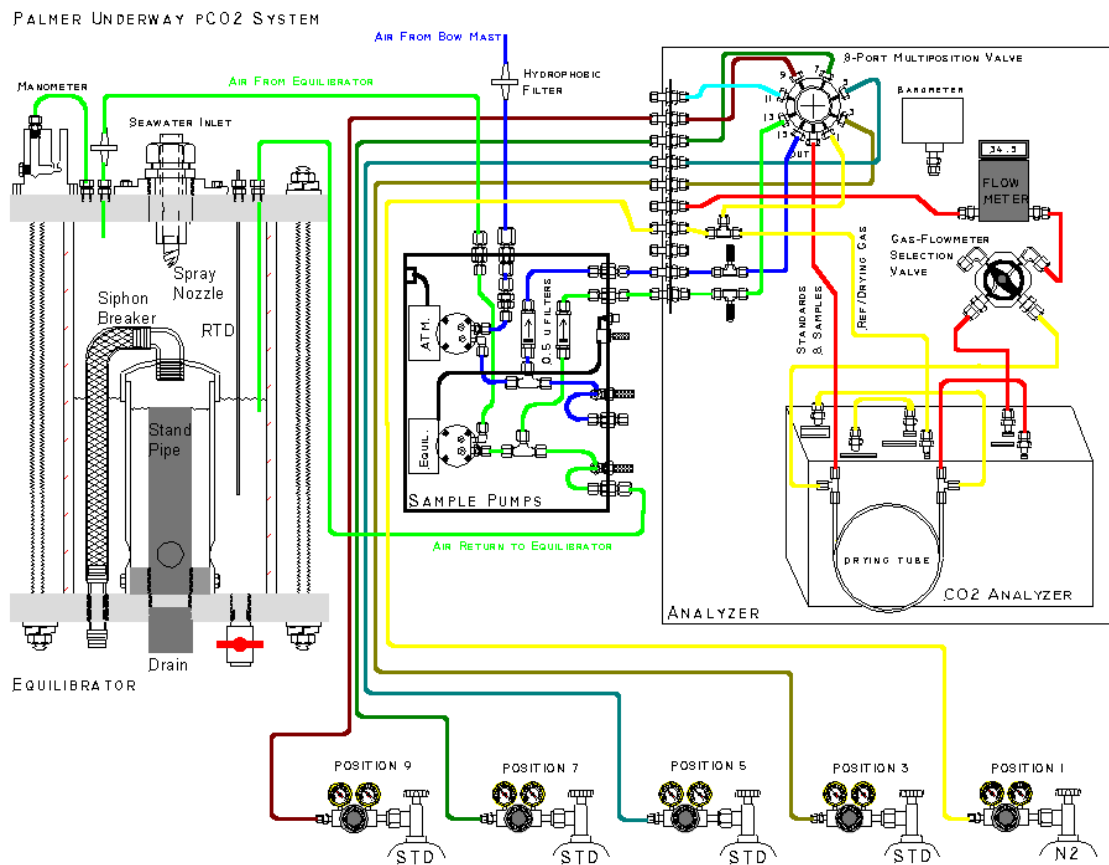 PALMER UNDERWAY PCO2 SYSTEM
AIR FROM BOW MAST
8-PORT MULTIPOSITION VALVE
AIR FROM EQUILIBRATOR
HYDROPHOBIC
FILTER
MANOMETER
SEAWATER INLET
BAROMETER
9
7
5
11
3
13
15
1
OUT
34.5
FLOW
METER
GAS-FLOWMETER
SELECTION
VALVE
Spray
Nozzle
Siphon
Breaker
RTD
ATM.
0.5 U FILTERS
STANDARDS
& SAMPLES
REF/DRYING GAS
Stand
Pipe
EQUIL.
SAMPLE PUMPS
AIR RETURN TO EQUILIBRATOR
DRYING TUBE
CO2 ANALYZER
ANALYZER
Drain
EQUILIBRATOR
POSITION 9
POSITION 7
POSITION 5
POSITION 3
POSITION 1
STD
STD
STD
STD
N2